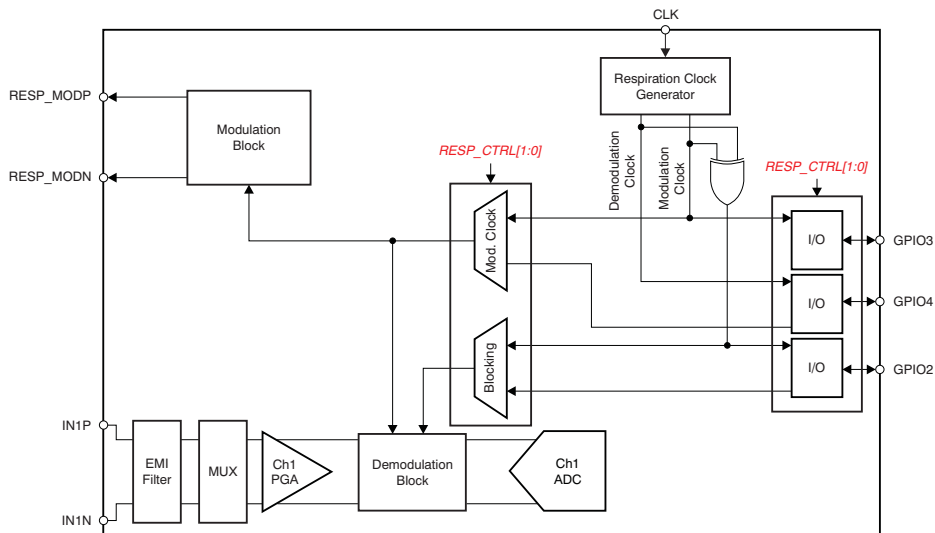 CLK
Respiration Clock
Generator
RESP_MODP
Modulation
Block
RESP_MODN
Demodulation
Clock
Modulation
Clock
RESP_CTRL[1:0]
RESP_CTRL[1:0]
Mod. Clock
I/O
GPIO3
I/O
GPIO4
Blocking
I/O
GPIO2
IN1P
EMI
Filter
MUX
Ch1
PGA
Demodulation
Block
Ch1
ADC
IN1N